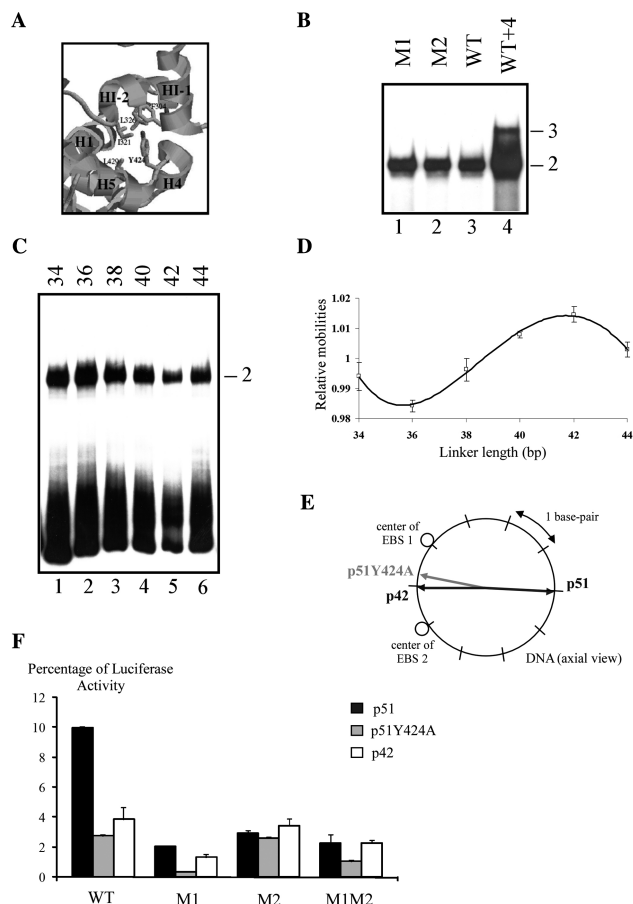 A
HI-2
HI-1
F304
L326
H1
I321
L429
Y424
H5
H4
B
M1
M2
WT
WT+4
3
2
1 2 3 4
C
34 36 38 40 42 44
2
1 2 3 4 5 6
D
Relative mobilities
1.02
1.01
1
0.99
0.98
34 36 38 40 42 44
Linker length (bp)
E
1 base-pair
center of
EBS 1
p51Y424A
p42
p51
center of
EBS 2
DNA (axial view)
F
Percentage of Luciferase
Activity
12
10
8
6
4
2
0
p51
p51Y424A
p42
WT M1 M2 M1M2